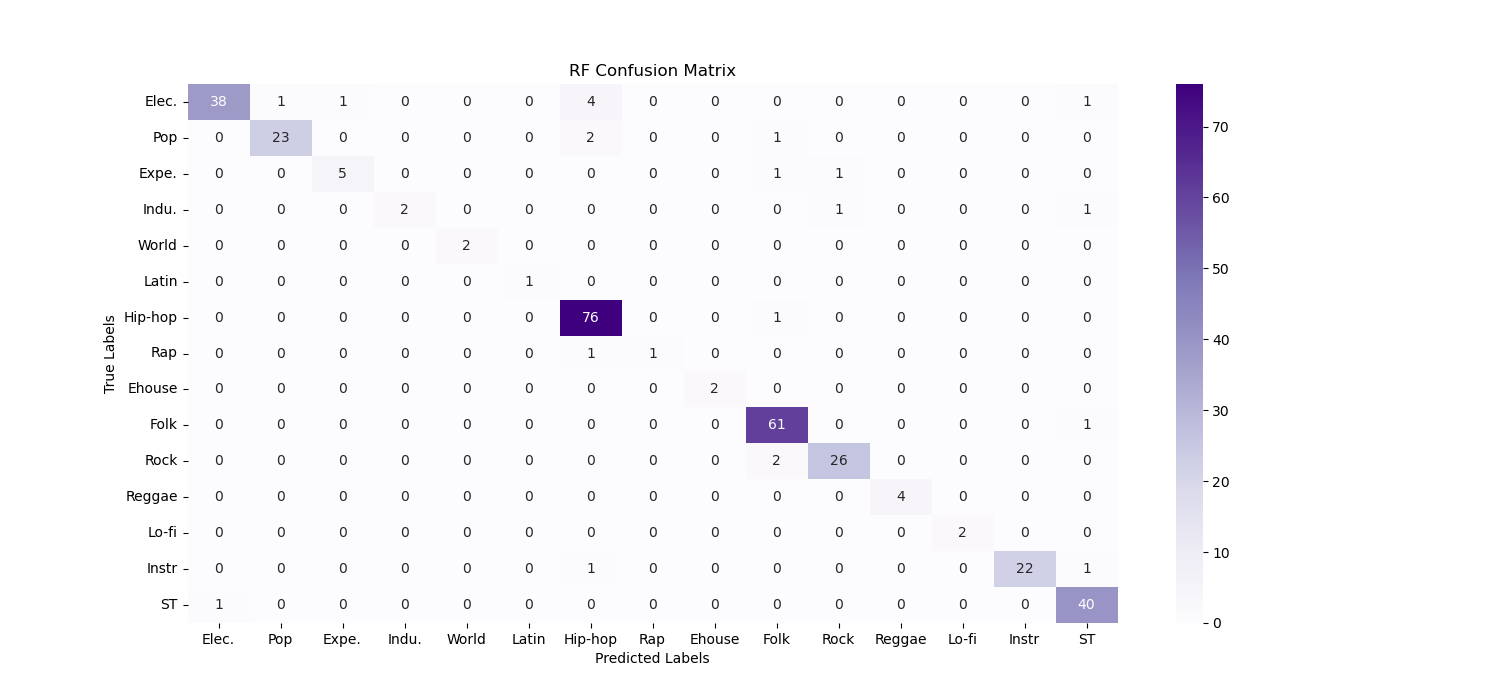 RF Confusion Matrix
Elec. 38 1 1 0 0 0 4 0 0 0 0 0 0 0 1
Pop 0 23 0 0 0 0 2 0 0 1 0 0 0 0 0
Expe. 0 0 5 0 0 0 0 0 0 1 1 0 0 0 0
Indu. 0 0 0 2 0 0 0 0 0 0 1 0 0 0 1
World 0 0 0 0 2 0 0 0 0 0 0 0 0 0 0
Latin 0 0 0 0 0 1 0 0 0 0 0 0 0 0 0
Hip-hop 0 0 0 0 0 0 76 0 0 1 0 0 0 0 0
Rap 0 0 0 0 0 0 1 1 0 0 0 0 0 0 0
Ehouse 0 0 0 0 0 0 0 0 2 0 0 0 0 0 0
Folk 0 0 0 0 0 0 0 0 0 61 0 0 0 0 1
Rock 0 0 0 0 0 0 0 0 0 2 26 0 0 0 0
Reggae 0 0 0 0 0 0 0 0 0 0 0 4 0 0 0
Lo-fi 0 0 0 0 0 0 0 0 0 0 0 0 2 0 0
Instr 0 0 0 0 0 0 1 0 0 0 0 0 0 22 1
ST 1 0 0 0 0 0 0 0 0 0 0 0 0 0 40
Elec. Pop Expe. Indu. World Latin Hip-hop Rap Ehouse Folk Rock Reggae Lo-fi Instr ST
Predicted Labels
True Labels
70
60
50
40
30
20
10
0